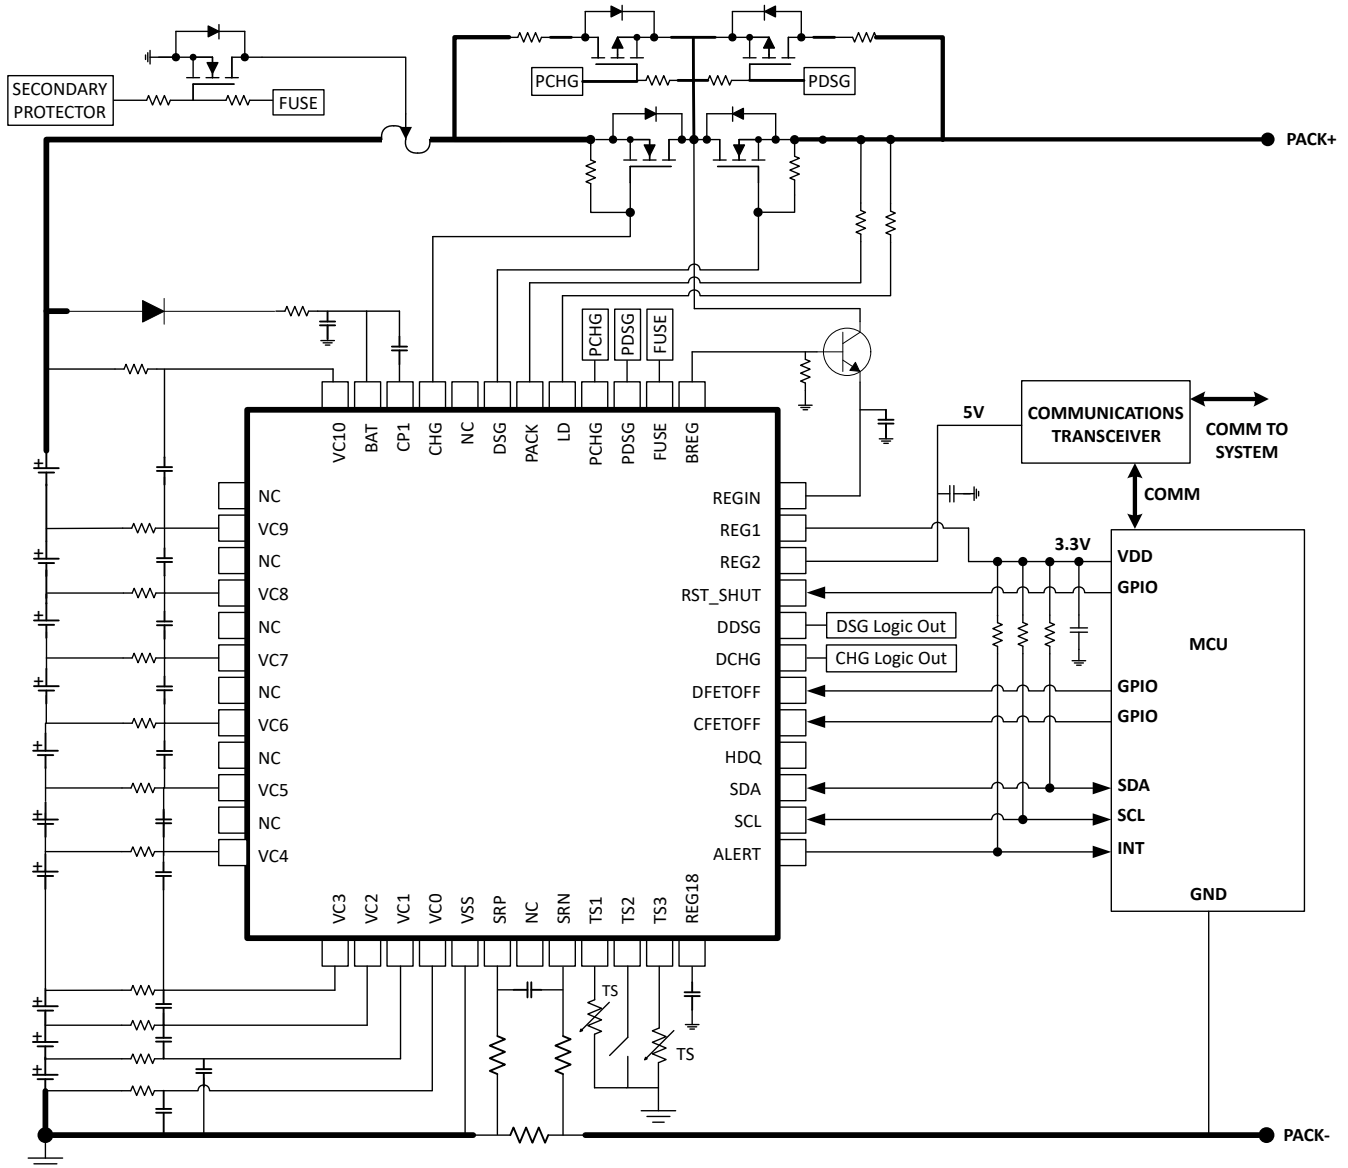 SECONDARY
PROTECTOR
FUSE
PCHG
PDSG
PACK+
PCHG
PDSG
FUSE
VC10
BAT
CP1
CHG
NC
DSG
PACK
LD
PCHG
PDSG
FUSE
BREG
5V
COMMUNICATIONS
TRANSCEIVER
COMM TO
SYSTEM
COMM
NC
VC9
NC
VC8
NC
VC7
NC
VC6
NC
VC5
NC
VC4
REGIN
REG1
REG2
RST_SHUT
DDSG
DCHG
DFETOFF
CFETOFF
HDQ
SDA
SCL
ALERT
DSG Logic Out
CHG Logic Out
3.3V
VDD
GPIO
MCU
GPIO
GPIO
SDA
SCL
INT
GND
VC3
VC2
VC1
VC0
VSS
SRP
NC
SRN
TS1
TS2
TS3
REG18
TS
TS
PACK-